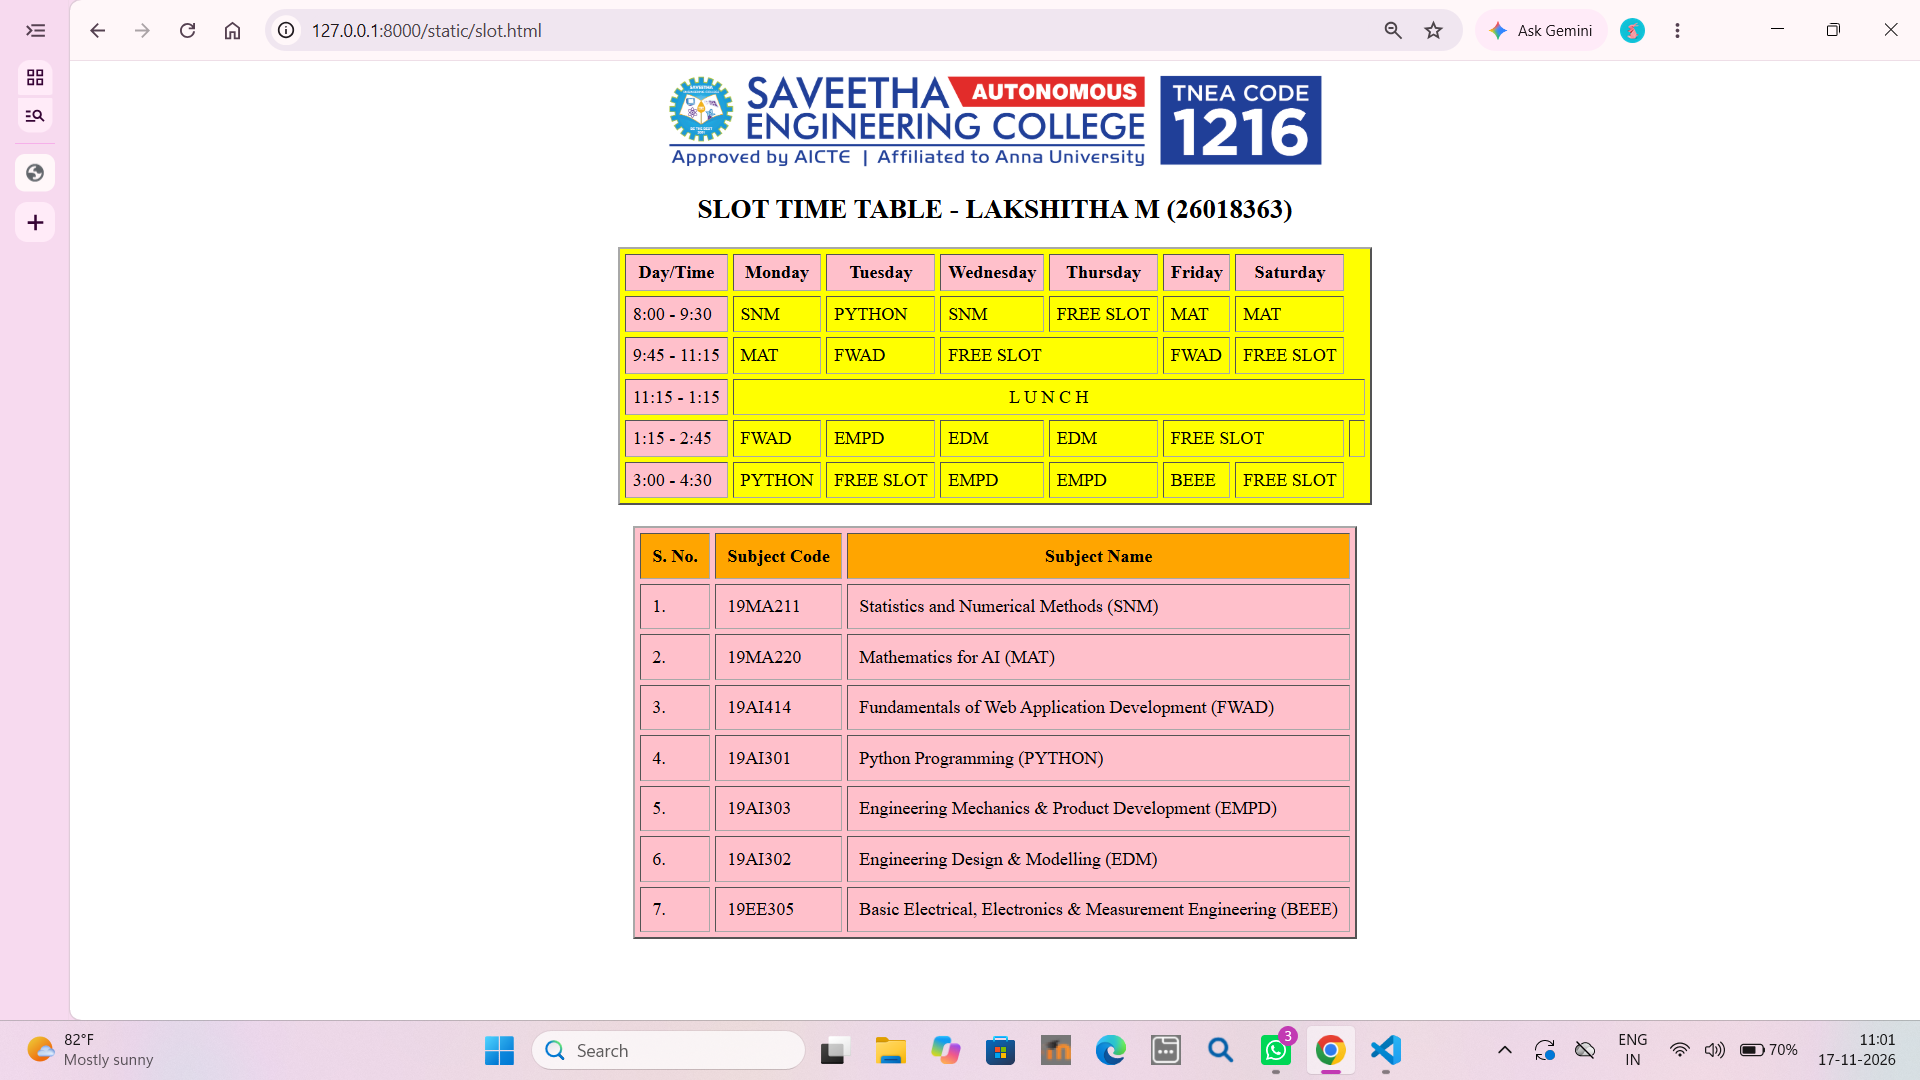 127.0.0.1:8000/static/slot.html
Ask Gemini
SAVEETHA AUTONOMOUS
ENGINEERING COLLEGE
Approved by AICTE | Affiliated to Anna University
TNEA CODE
1216
SLOT TIME TABLE - LAKSHITHA M (26018363)
Day/Time Monday Tuesday Wednesday Thursday Friday Saturday
8:00 - 9:30 SNM PYTHON SNM FREE SLOT MAT MAT
9:45 - 11:15 MAT FWAD FREE SLOT FWAD FREE SLOT
11:15 - 1:15 L U N C H
1:15 - 2:45 FWAD EMPD EDM EDM FREE SLOT
3:00 - 4:30 PYTHON FREE SLOT EMPD EMPD BEEE FREE SLOT
S. No. Subject Code Subject Name
1. 19MA211 Statistics and Numerical Methods (SNM)
2. 19MA220 Mathematics for AI (MAT)
3. 19AI414 Fundamentals of Web Application Development (FWAD)
4. 19AI301 Python Programming (PYTHON)
5. 19AI303 Engineering Mechanics & Product Development (EMPD)
6. 19AI302 Engineering Design & Modelling (EDM)
7. 19EE305 Basic Electrical, Electronics & Measurement Engineering (BEEE)
82°F
Mostly sunny
Search
3
ENG
IN
70%
11:01
17-11-2026